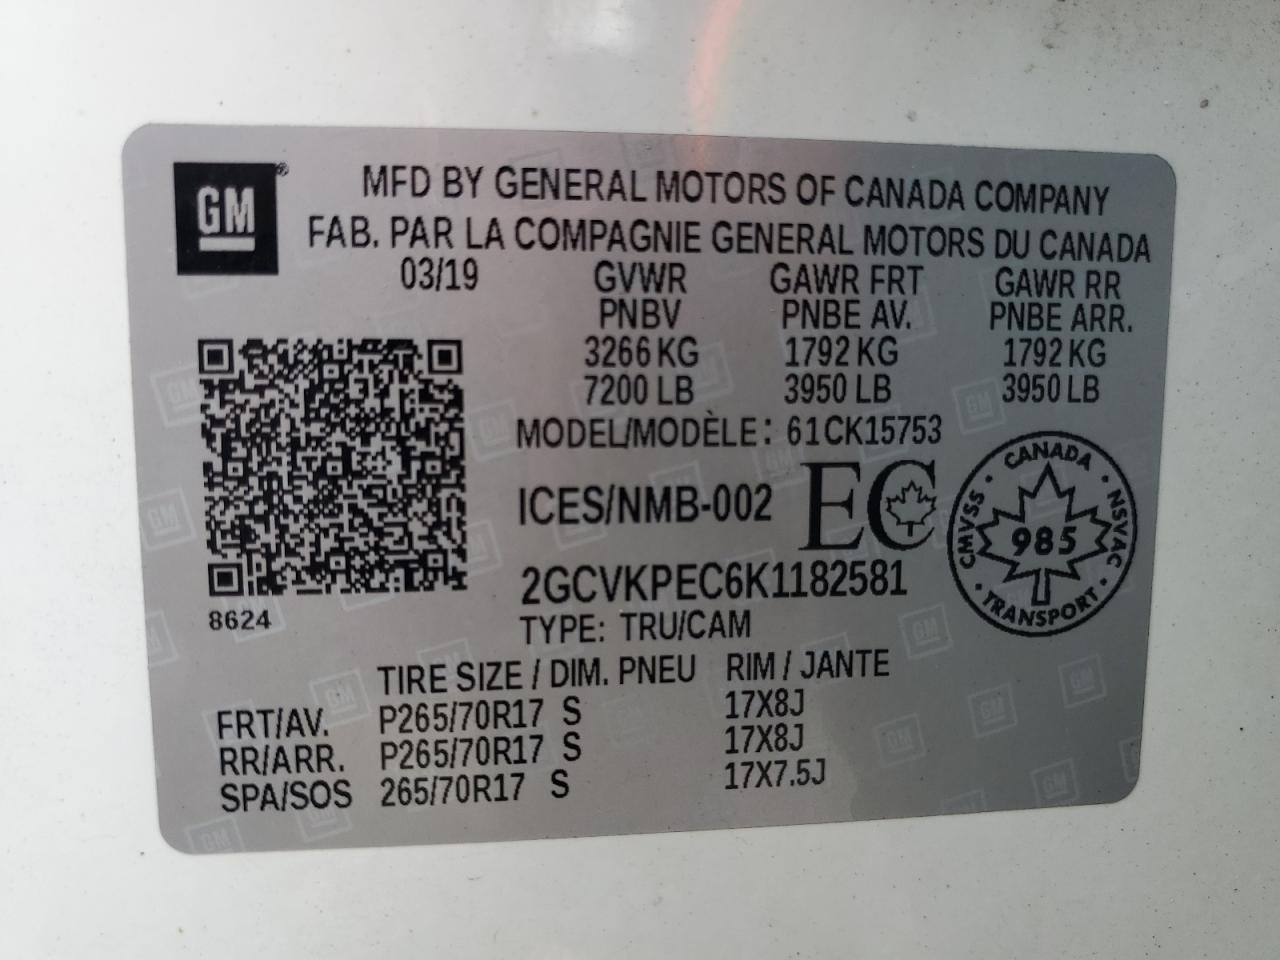 GM®
MFD BY GENERAL MOTORS OF CANADA COMPANY
FAB. PAR LA COMPAGNIE GENERAL MOTORS DU CANADA
03/19 GVWR GAWR FRT GAWR RR
PNBV PNBE AV. PNBE ARR.
3266 KG 1792 KG 1792 KG
7200 LB 3950 LB 3950 LB
MODEL/MODÈLE: 61CK15753
ICES/NMB-002 EC
CANADA
CMVSS · NSVAC
985
· TRANSPORT ·
2GCVKPEC6K1182581
8624
TYPE: TRU/CAM
TIRE SIZE / DIM. PNEU RIM / JANTE
FRT/AV. P265/70R17 S 17X8J
RR/ARR. P265/70R17 S 17X8J
SPA/SOS 265/70R17 S 17X7.5J